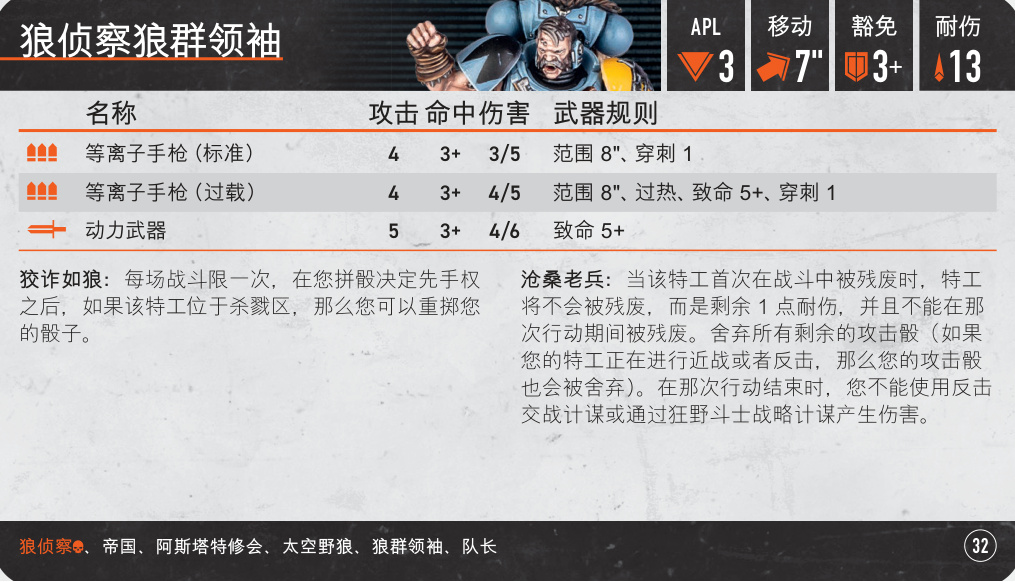 狼侦察狼群领袖
APL 移动 豁免 耐伤
3 7" 3+ 13
名称 攻击 命中 伤害 武器规则
等离子手枪（标准） 4 3+ 3/5 范围 8"、穿刺 1
等离子手枪（过载） 4 3+ 4/5 范围 8"、过热、致命 5+、穿刺 1
动力武器 5 3+ 4/6 致命 5+
狡诈如狼：每场战斗限一次，在您拼骰决定先手权
之后，如果该特工位于杀戮区，那么您可以重掷您
的骰子。
沧桑老兵：当该特工首次在战斗中被残废时，特工
将不会被残废，而是剩余 1 点耐伤，并且不能在那
次行动期间被残废。舍弃所有剩余的攻击骰（如果
您的特工正在进行近战或者反击，那么您的攻击骰
也会被舍弃）。在那次行动结束时，您不能使用反击
交战计谋或通过狂野斗士战略计谋产生伤害。
狼侦察、帝国、阿斯塔特修会、太空野狼、狼群领袖、队长
32